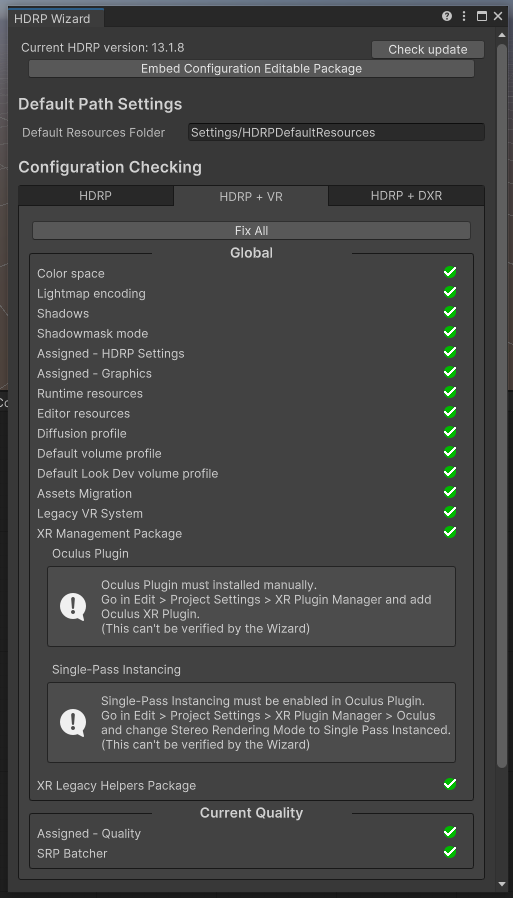 HDRP Wizard
Current HDRP version: 13.1.8
Check update
Embed Configuration Editable Package
Default Path Settings
Default Resources Folder
Settings/HDRPDefaultResources
Configuration Checking
HDRP
HDRP + VR
HDRP + DXR
Fix All
Global
Color space
Lightmap encoding
Shadows
Shadowmask mode
Assigned - HDRP Settings
Assigned - Graphics
Runtime resources
Editor resources
Diffusion profile
Default volume profile
Default Look Dev volume profile
Assets Migration
Legacy VR System
XR Management Package
Oculus Plugin
Oculus Plugin must installed manually.
Go in Edit > Project Settings > XR Plugin Manager and add
Oculus XR Plugin.
(This can't be verified by the Wizard)
Single-Pass Instancing
Single-Pass Instancing must be enabled in Oculus Plugin.
Go in Edit > Project Settings > XR Plugin Manager > Oculus
and change Stereo Rendering Mode to Single Pass Instanced.
(This can't be verified by the Wizard)
XR Legacy Helpers Package
Current Quality
Assigned - Quality
SRP Batcher